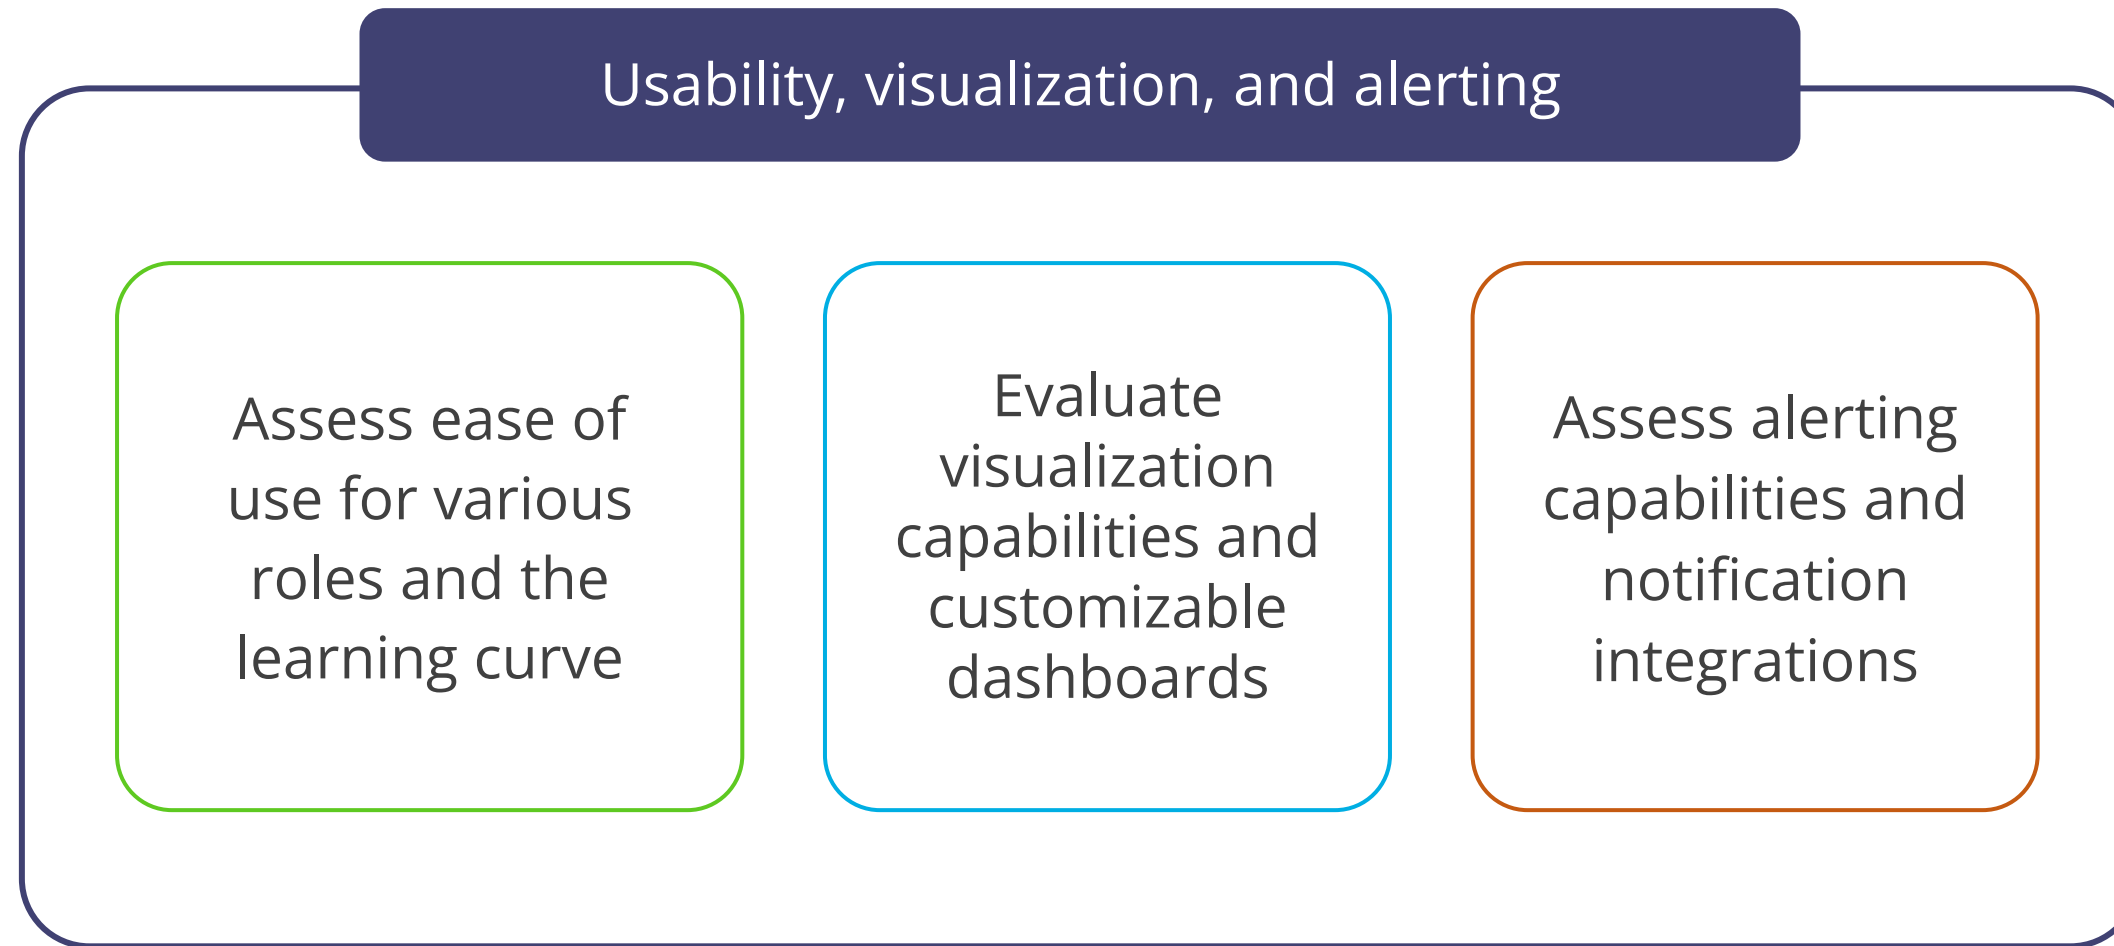 Usability, visualization, and alerting
Assess ease of
use for various
roles and the
learning curve
Evaluate
visualization
capabilities and
customizable
dashboards
Assess alerting
capabilities and
notification
integrations